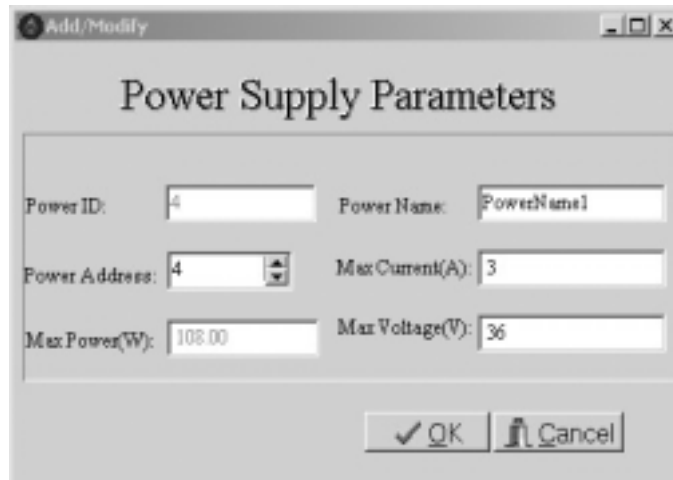 Add/Modify
Power Supply Parameters
Power ID: 4 Power Name: PowerName1
Power Address: 4 Max Current(A): 3
Max Power(W): 108.00 Max Voltage(V): 36
OK Cancel